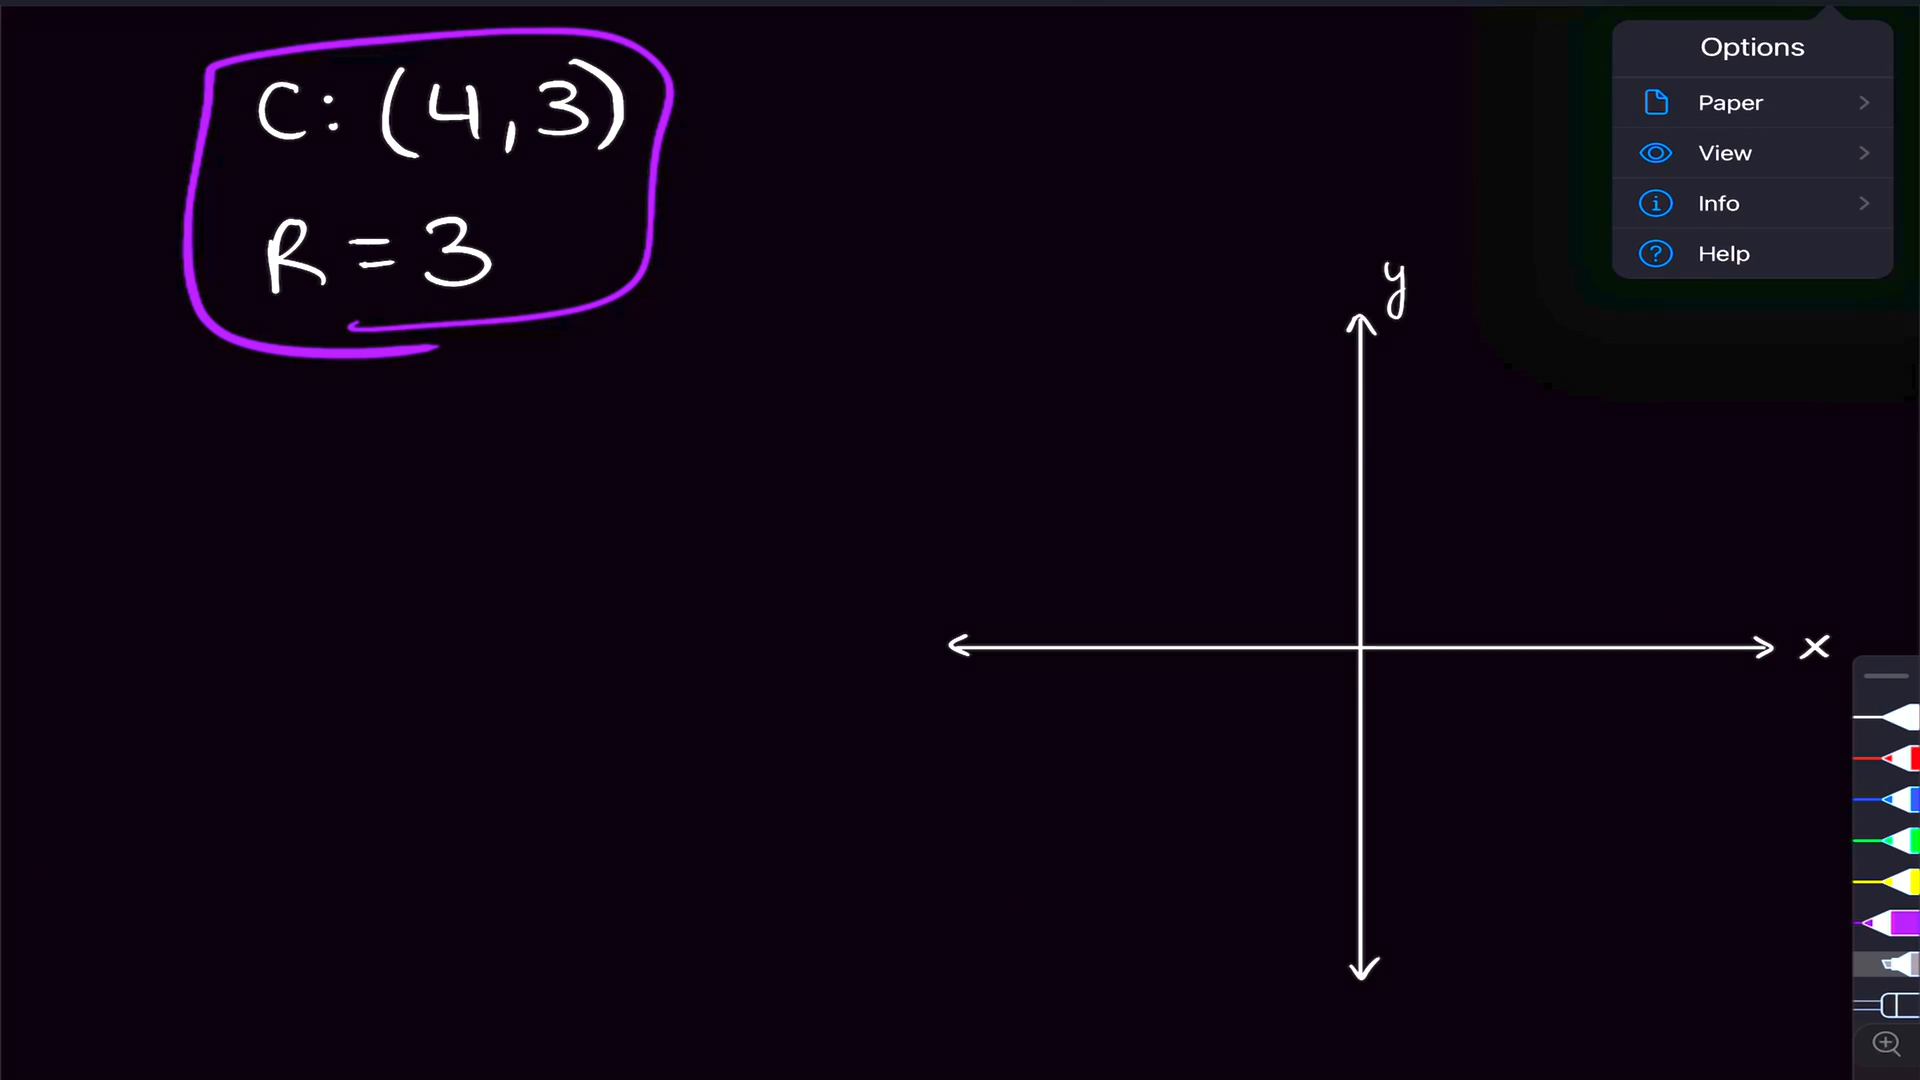 C: (4,3)
R = 3
Options
Paper
View
Info
Help
y
x